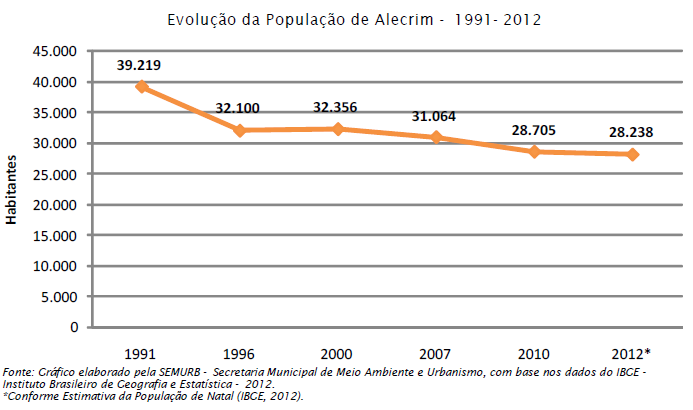 Evolução da População de Alecrim - 1991- 2012
45.000
40.000
35.000
30.000
25.000
20.000
15.000
10.000
5.000
0
Habitantes
39.219
32.100
32.356
31.064
28.705
28.238
1991 1996 2000 2007 2010 2012*
Fonte: Gráfico elaborado pela SEMURB - Secretaria Municipal de Meio Ambiente e Urbanismo, com base nos dados do IBGE -
Instituto Brasileiro de Geografia e Estatística - 2012.
*Conforme Estimativa da População de Natal (IBGE, 2012).